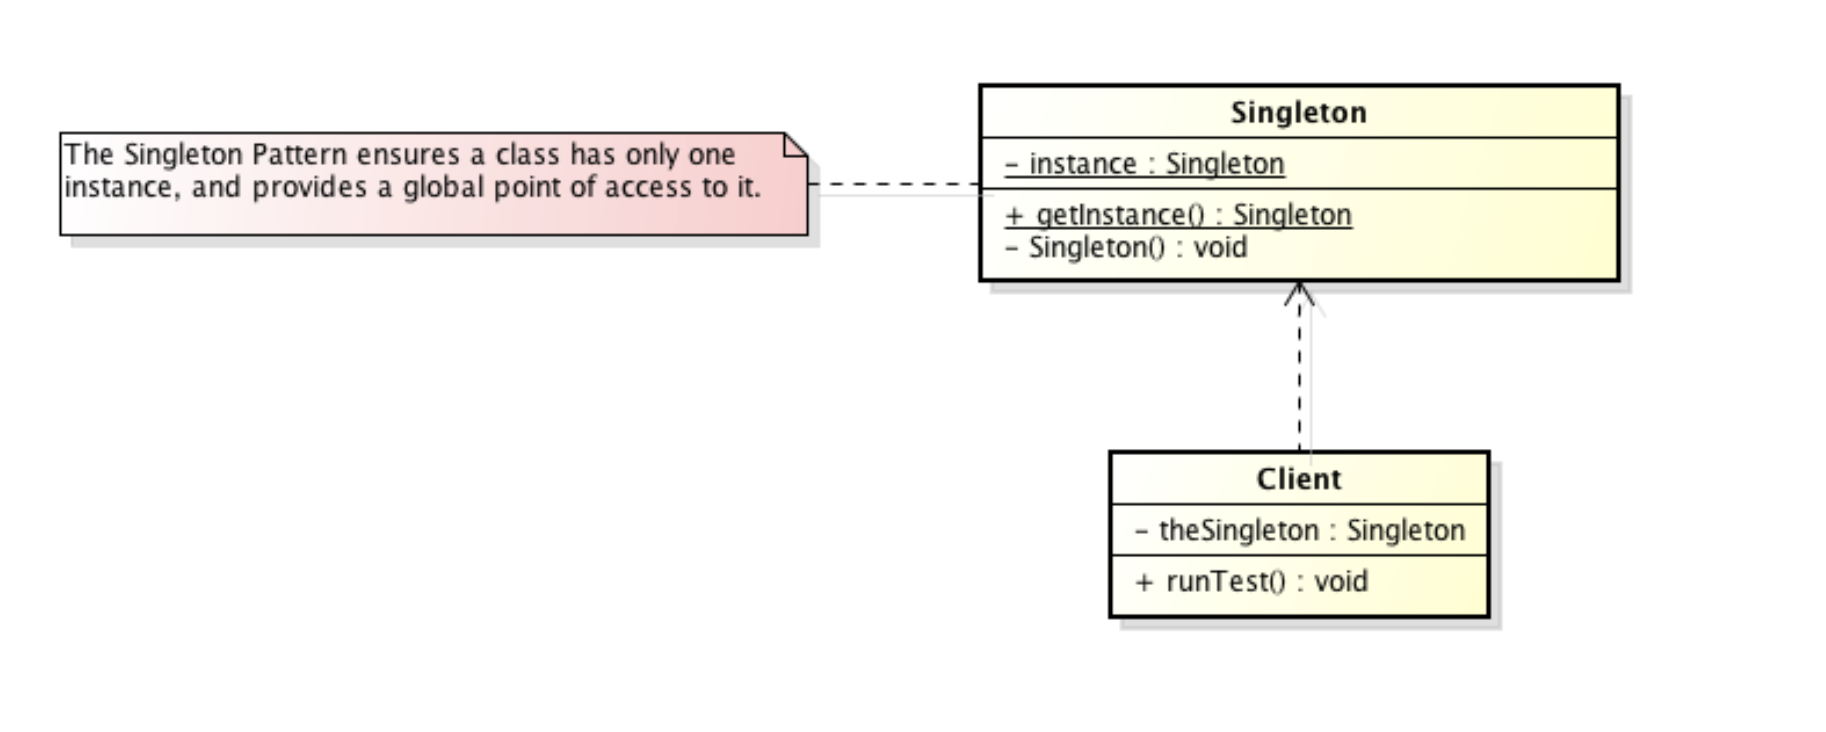 The Singleton Pattern ensures a class has only one
instance, and provides a global point of access to it.
Singleton
– instance : Singleton
+ getInstance() : Singleton
– Singleton() : void
Client
– theSingleton : Singleton
+ runTest() : void